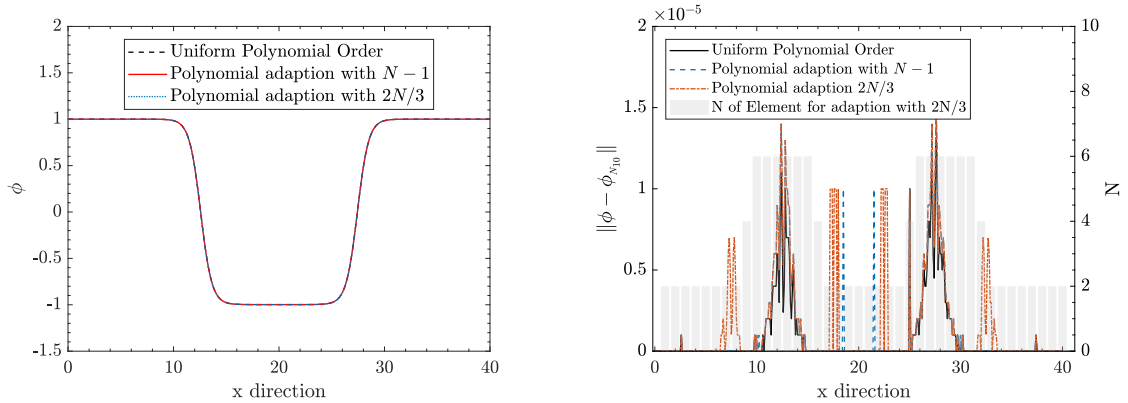 2
1.5
1
0.5
0
-0.5
-1
-1.5
ϕ
0 10 20 30 40
x direction
Uniform Polynomial Order
Polynomial adaption with N − 1
Polynomial adaption with 2N/3
2 ×10⁻⁵
1.5
1
0.5
0
||ϕ − ϕ_{N₁₀}||
0 10 20 30 40
x direction
10
8
6
4
2
0
N
Uniform Polynomial Order
Polynomial adaption with N − 1
Polynomial adaption 2N/3
N of Element for adaption with 2N/3